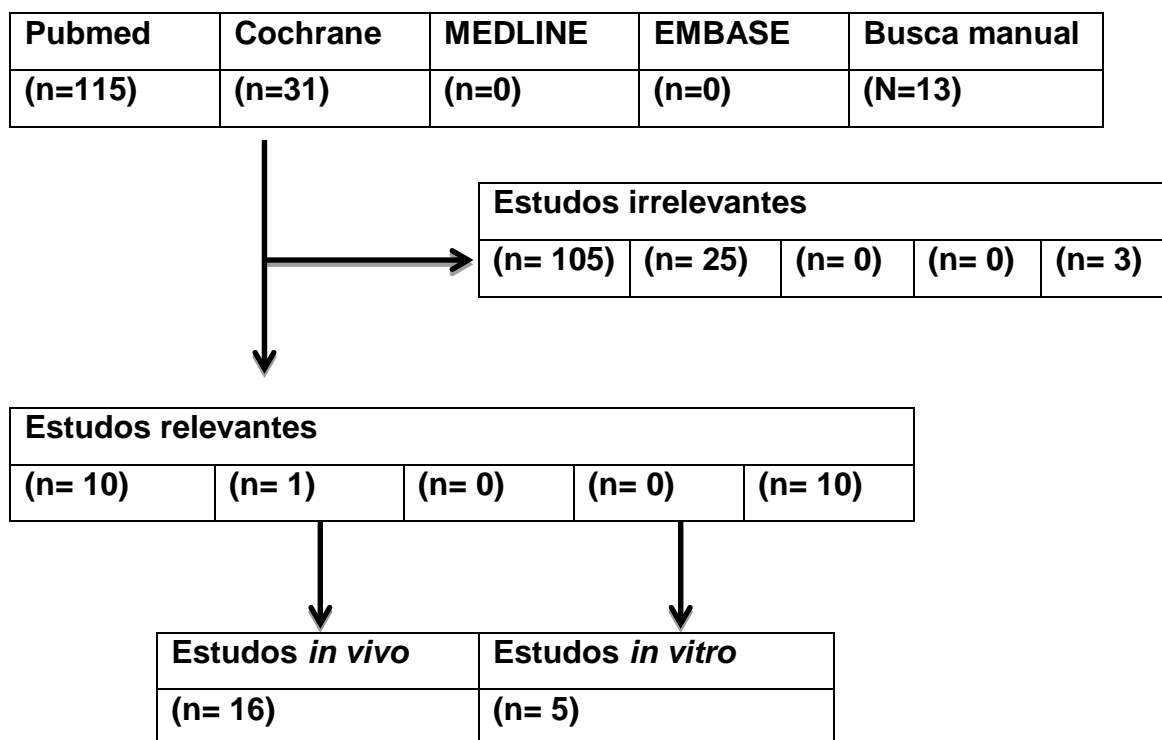 Pubmed Cochrane MEDLINE EMBASE Busca manual
(n=115) (n=31) (n=0) (n=0) (N=13)
Estudos irrelevantes
(n= 105) (n= 25) (n= 0) (n= 0) (n= 3)
Estudos relevantes
(n= 10) (n= 1) (n= 0) (n= 0) (n= 10)
Estudos in vivo Estudos in vitro
(n= 16) (n= 5)